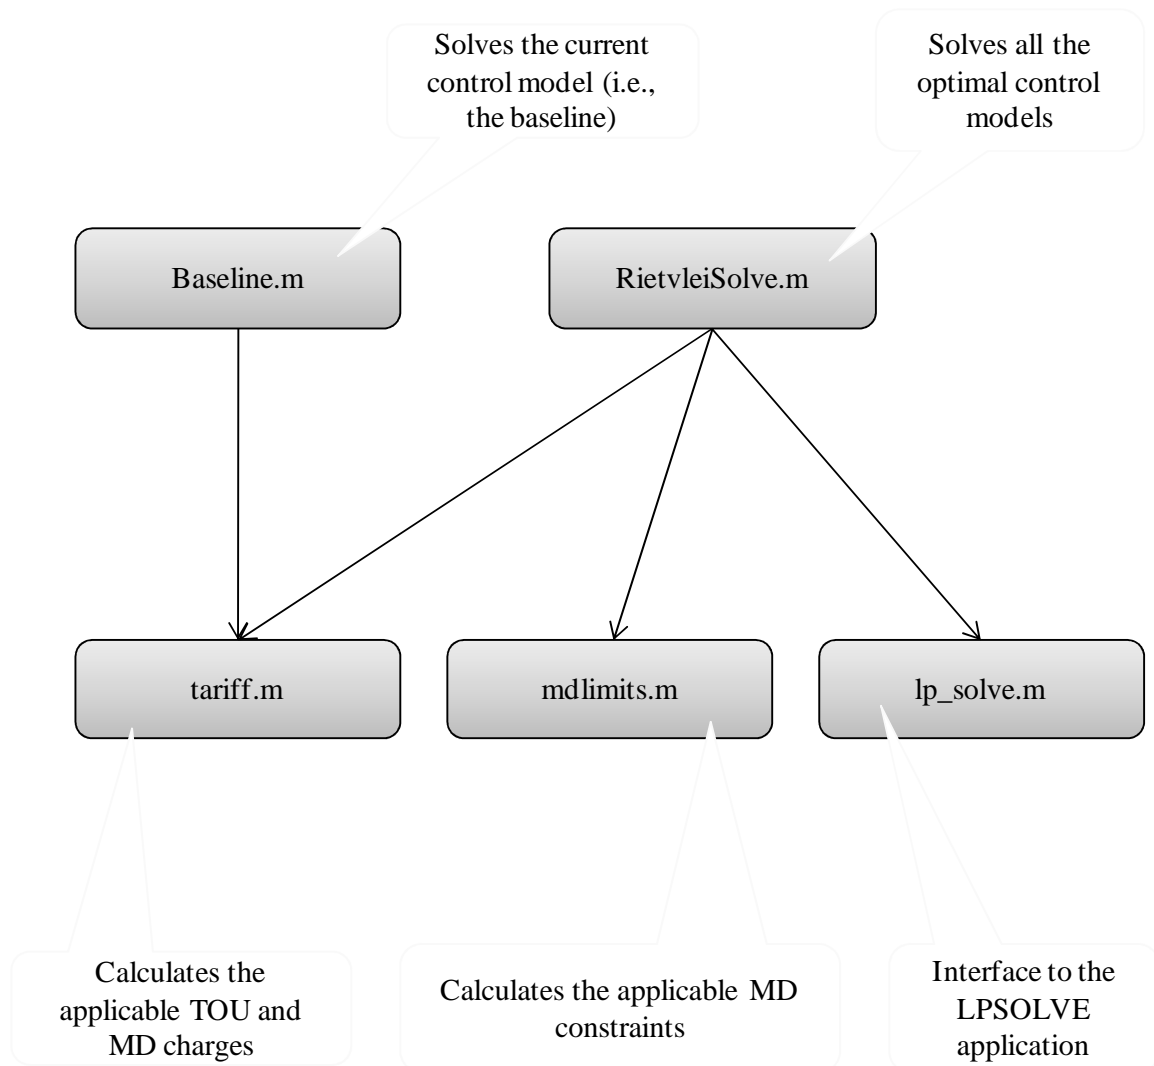 Solves the current
control model (i.e.,
the baseline)
Solves all the
optimal control
models
Baseline.m
RietvleiSolve.m
tariff.m
mdlimits.m
lp_solve.m
Calculates the
applicable TOU and
MD charges
Calculates the applicable MD
constraints
Interface to the
LPSOLVE
application